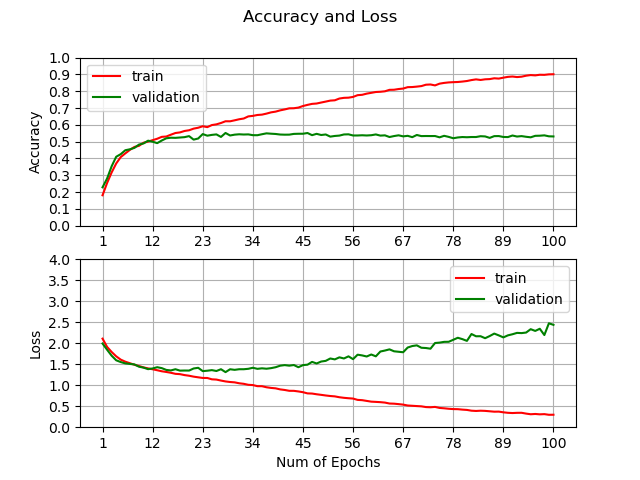 Accuracy and Loss
1.0
0.9
0.8
0.7
0.6
0.5
0.4
0.3
0.2
0.1
0.0
Accuracy
train
validation
1 12 23 34 45 56 67 78 89 100
4.0
3.5
3.0
2.5
2.0
1.5
1.0
0.5
0.0
Loss
train
validation
1 12 23 34 45 56 67 78 89 100
Num of Epochs